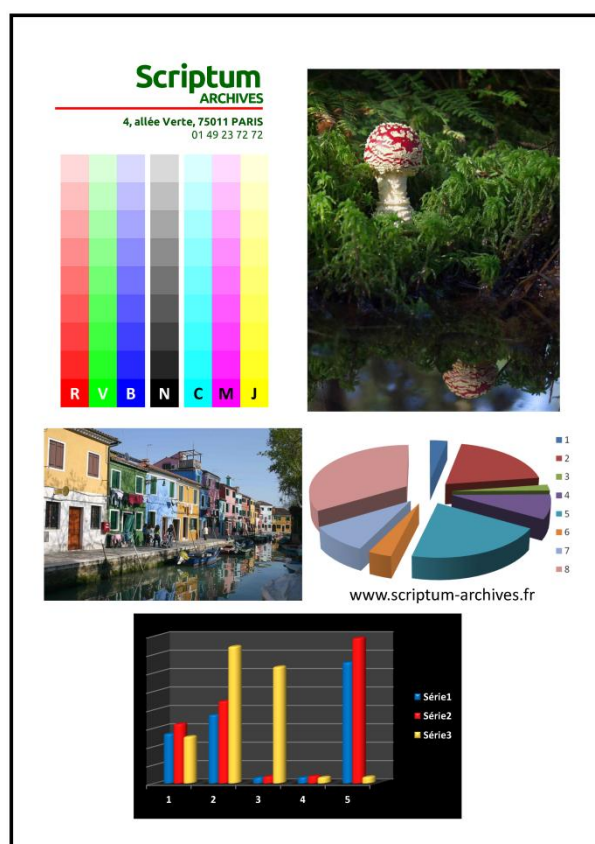 Scriptum
ARCHIVES
4, allée Verte, 75011 PARIS
01 49 23 72 72
R V B N C M J
1
2
3
4
5
6
7
8
www.scriptum-archives.fr
Série1
Série2
Série3
1 2 3 4 5